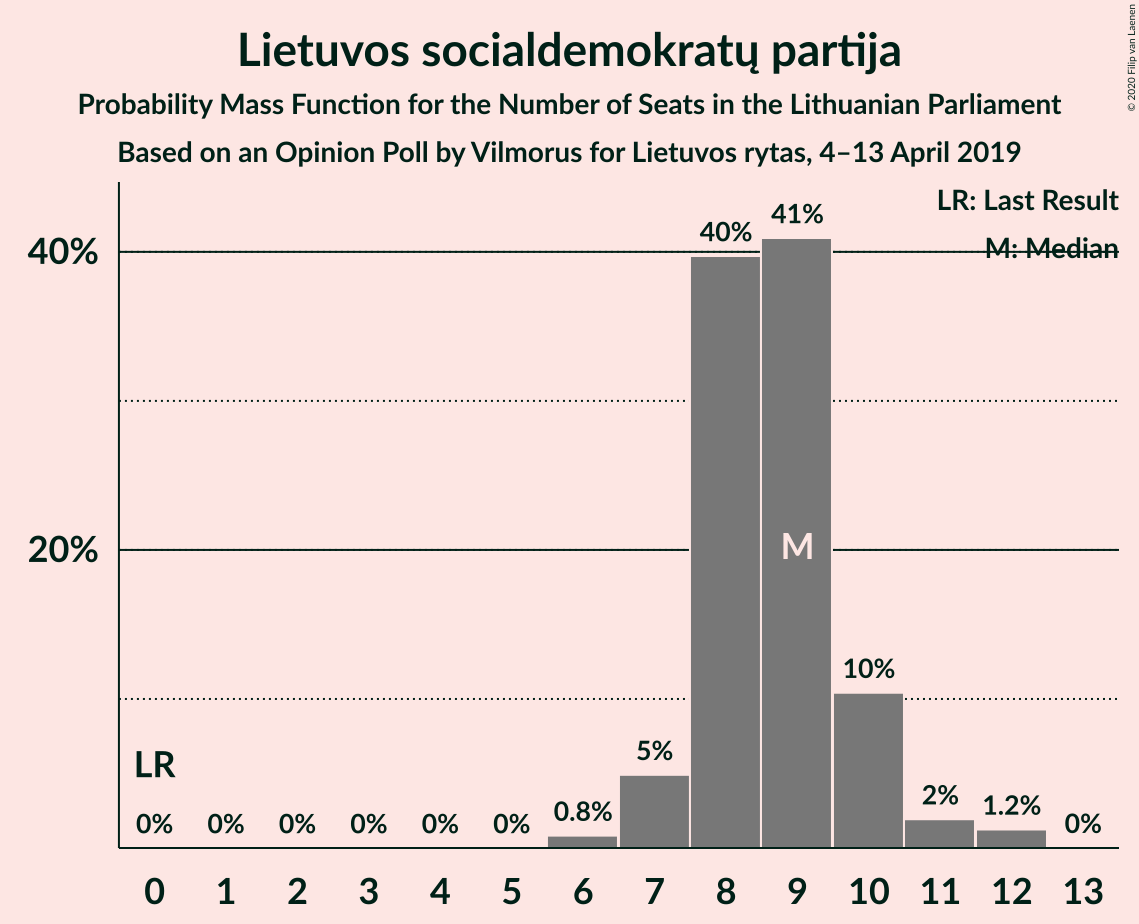 Lietuvos socialdemokratų partija
Probability Mass Function for the Number of Seats in the Lithuanian Parliament
Based on an Opinion Poll by Vilmorus for Lietuvos rytas, 4–13 April 2019
© 2020 Filip van Laenen
LR: Last Result
M: Median
40%
20%
40%
41%
M
10%
5%
LR
0%
0%
0%
0%
0%
0%
0.8%
2%
1.2%
0%
0 1 2 3 4 5 6 7 8 9 10 11 12 13